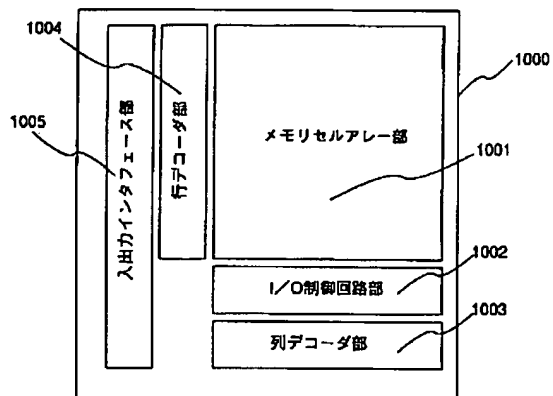 1004
1000
1005
入出力インタフェース部
行デコーダ部
メモリセルアレー部
1001
1002
I/O制御回路部
1003
列デコーダ部